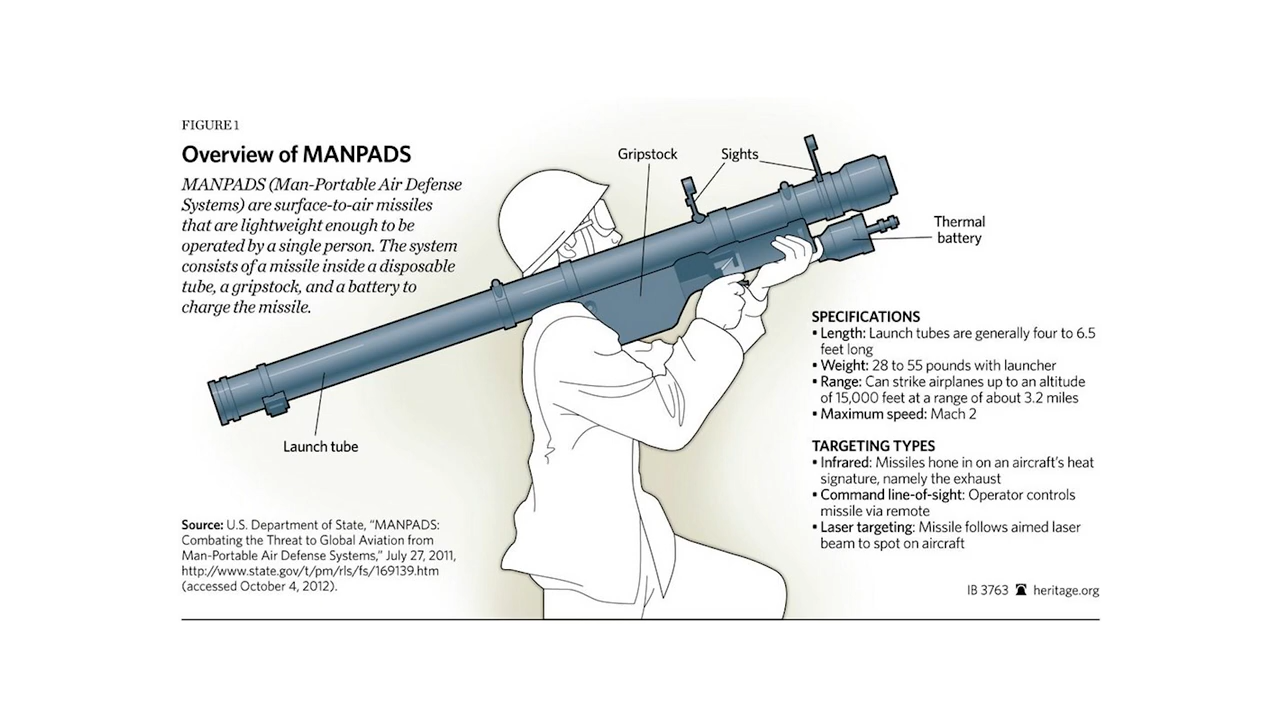 FIGURE 1
Overview of MANPADS
MANPADS (Man-Portable Air Defense
Systems) are surface-to-air missiles
that are lightweight enough to be
operated by a single person. The system
consists of a missile inside a disposable
tube, a gripstock, and a battery to
charge the missile.
Gripstock
Sights
Thermal
battery
Launch tube
SPECIFICATIONS
• Length: Launch tubes are generally four to 6.5
feet long
• Weight: 28 to 55 pounds with launcher
• Range: Can strike airplanes up to an altitude
of 15,000 feet at a range of about 3.2 miles
• Maximum speed: Mach 2
TARGETING TYPES
• Infrared: Missiles hone in on an aircraft’s heat
signature, namely the exhaust
• Command line-of-sight: Operator controls
missile via remote
• Laser targeting: Missile follows aimed laser
beam to spot on aircraft
Source: U.S. Department of State, “MANPADS:
Combating the Threat to Global Aviation from
Man-Portable Air Defense Systems,” July 27, 2011,
http://www.state.gov/t/pm/rls/fs/169139.htm
(accessed October 4, 2012).
IB 3763 heritage.org